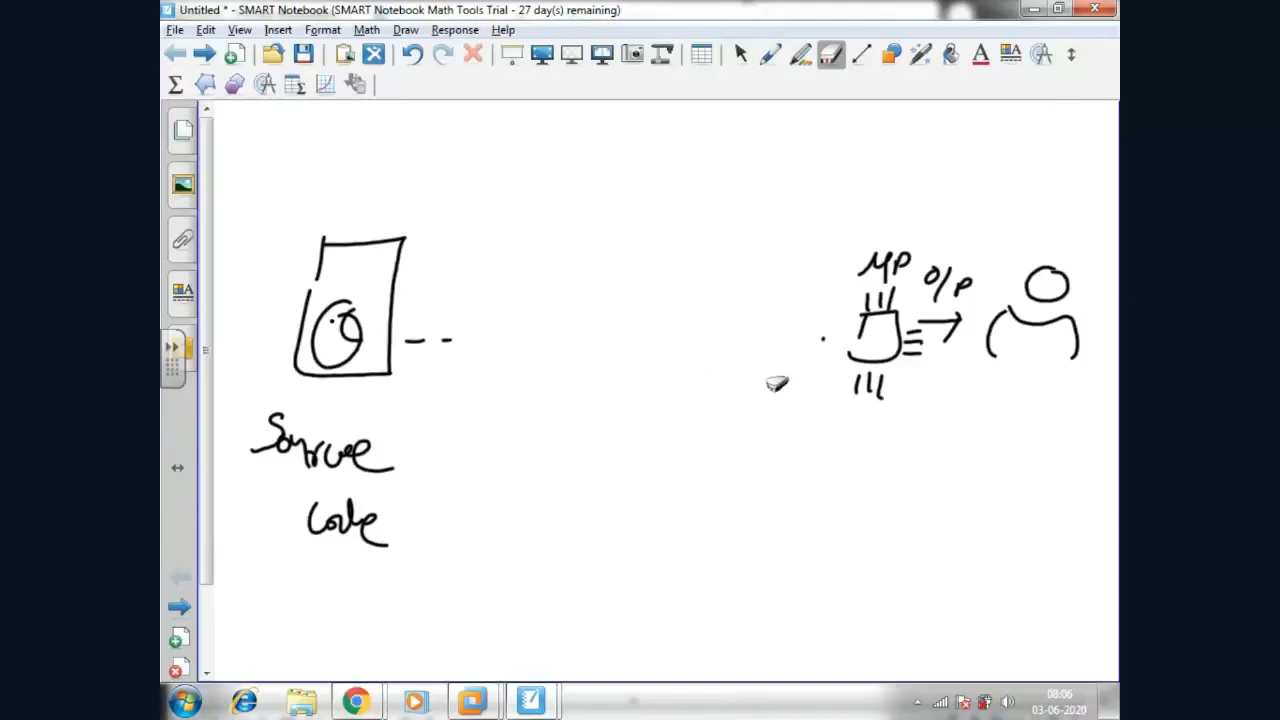 Untitled * - SMART Notebook (SMART Notebook Math Tools Trial - 27 day(s) remaining)
File Edit View Insert Format Math Draw Response Help
μP
O/P
Source
Code
08:06
03-06-2020